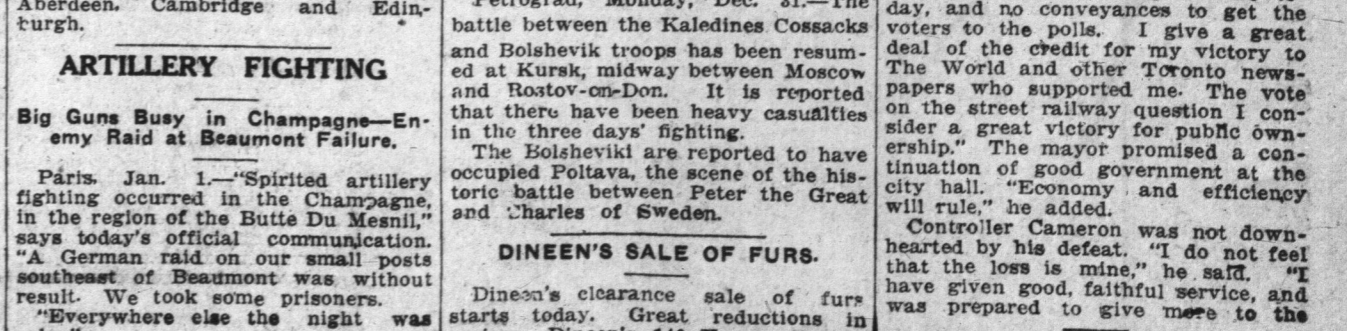 Aberdeen, Cambridge and Edin-
burgh.
ARTILLERY FIGHTING
Big Guns Busy in Champagne—En-
emy Raid at Beaumont Failure.
Paris, Jan. 1.—"Spirited artillery
fighting occurred in the Champagne,
in the region of the Butte Du Mesnil,"
says today's official communication.
"A German raid on our small posts
southeast of Beaumont was without
result. We took some prisoners.
"Everywhere else the night was
Petrograd, Monday, Dec. 31.—The
battle between the Kaledines Cossacks
and Bolshevik troops has been resum-
ed at Kursk, midway between Moscow
and Rostov-on-Don. It is reported
that there have been heavy casualties
in the three days' fighting.
The Bolsheviki are reported to have
occupied Poltava, the scene of the his-
toric battle between Peter the Great
and Charles of Sweden.
DINEEN'S SALE OF FURS.
Dineen's clearance sale of furs
starts today. Great reductions in
day, and no conveyances to get the
voters to the polls. I give a great
deal of the credit for my victory to
The World and other Toronto news-
papers who supported me. The vote
on the street railway question I con-
sider a great victory for public own-
ership." The mayor promised a con-
tinuation of good government at the
city hall. "Economy and efficiency
will rule," he added.
Controller Cameron was not down-
hearted by his defeat. "I do not feel
that the loss is mine," he said. "I
have given good, faithful service, and
was prepared to give more to the